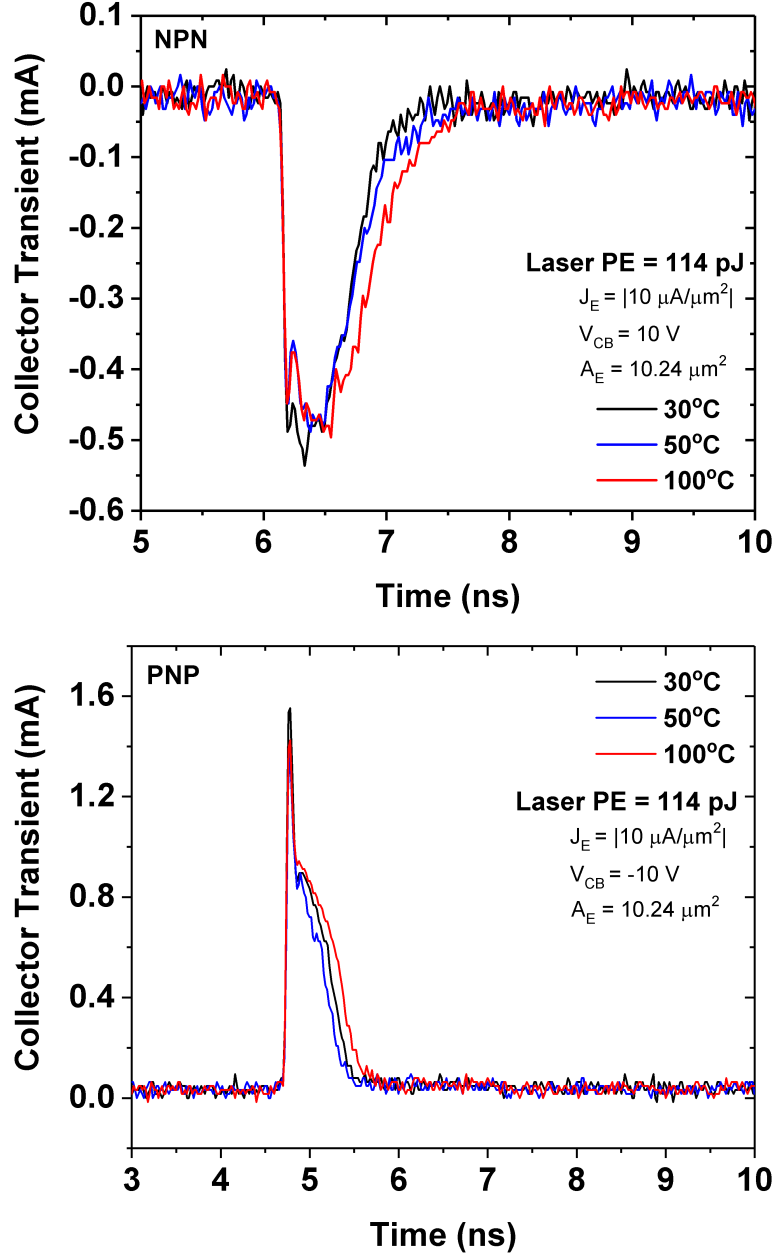 NPN
Collector Transient (mA)
0.1
0.0
-0.1
-0.2
-0.3
-0.4
-0.5
-0.6
Laser PE = 114 pJ
J_E = |10 μA/μm²|
V_CB = 10 V
A_E = 10.24 μm²
30°C
50°C
100°C
5 6 7 8 9 10
Time (ns)
PNP
Collector Transient (mA)
1.6
1.2
0.8
0.4
0.0
30°C
50°C
100°C
Laser PE = 114 pJ
J_E = |10 μA/μm²|
V_CB = -10 V
A_E = 10.24 μm²
3 4 5 6 7 8 9 10
Time (ns)